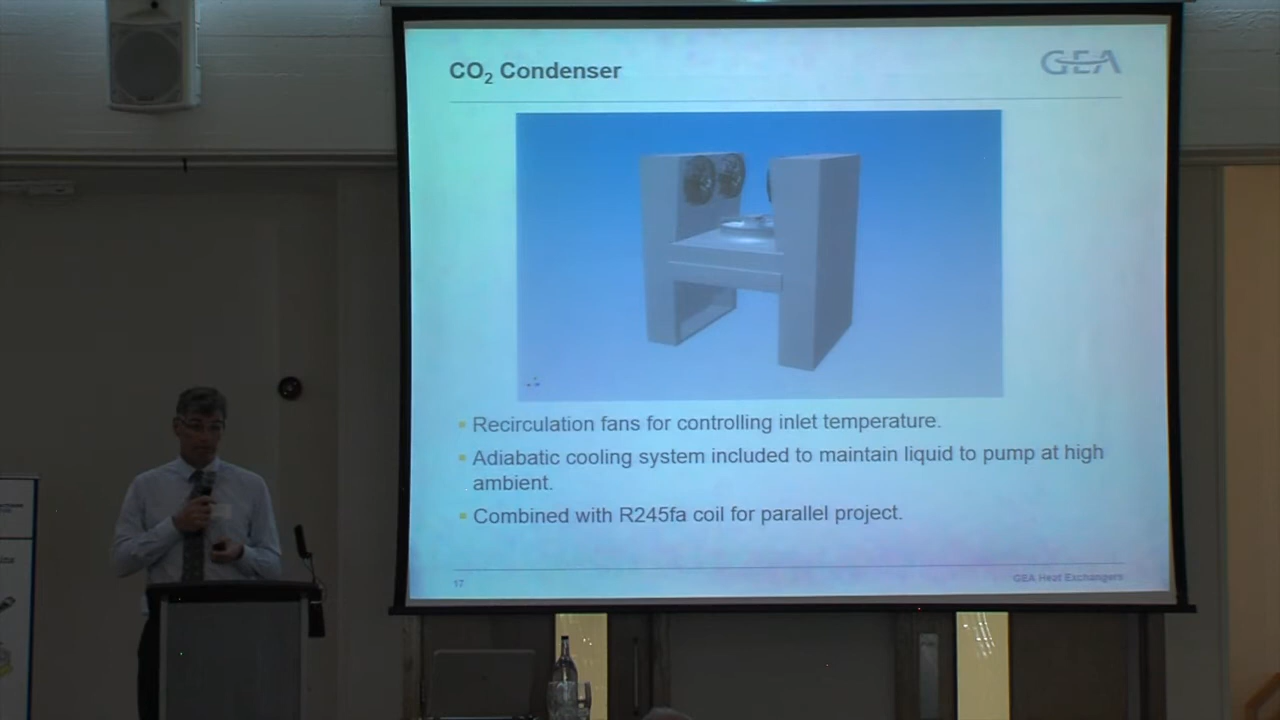 CO₂ Condenser
GEA
Recirculation fans for controlling inlet temperature.
Adiabatic cooling system included to maintain liquid to pump at high
ambient.
Combined with R245fa coil for parallel project.
17
GEA Heat Exchangers